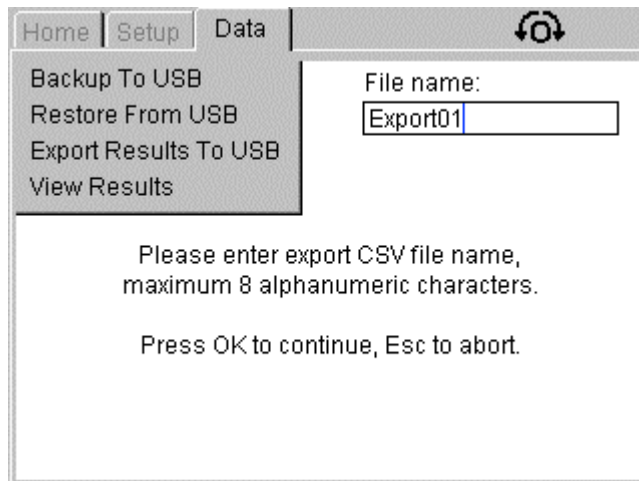 Home Setup Data
Backup To USB
Restore From USB
Export Results To USB
View Results
File name:
Export01
Please enter export CSV file name,
maximum 8 alphanumeric characters.
Press OK to continue, Esc to abort.